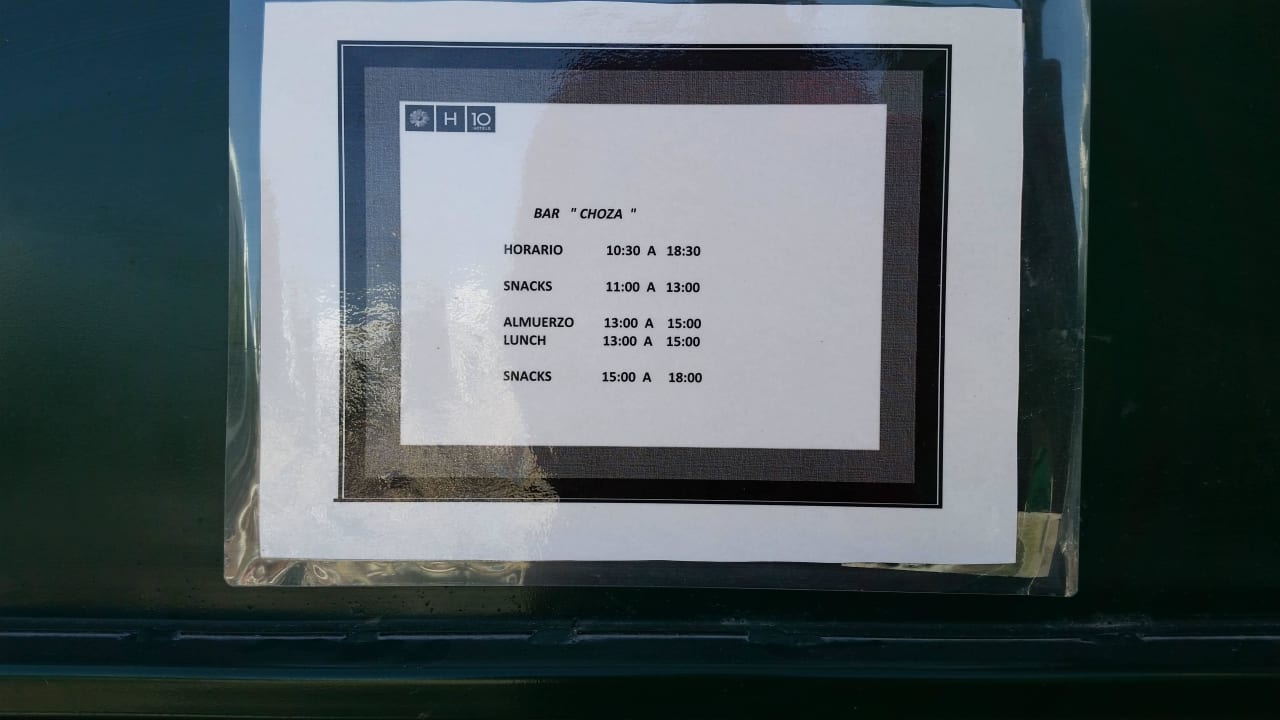 H 10
HOTELS
BAR " CHOZA "
HORARIO 10:30 A 18:30
SNACKS 11:00 A 13:00
ALMUERZO 13:00 A 15:00
LUNCH 13:00 A 15:00
SNACKS 15:00 A 18:00